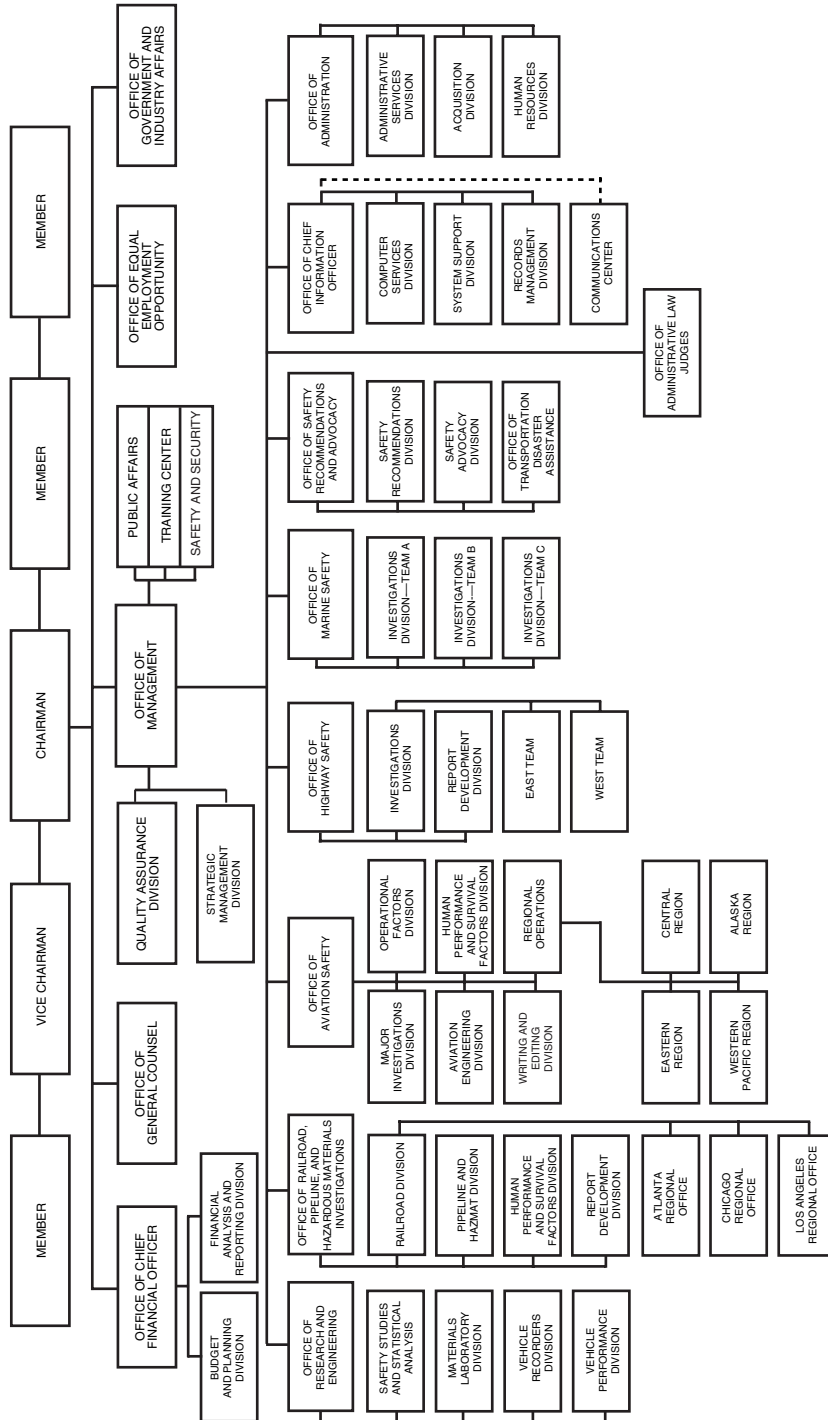 MEMBER
VICE CHAIRMAN
CHAIRMAN
MEMBER
MEMBER
OFFICE OF CHIEF
FINANCIAL OFFICER
OFFICE OF
GENERAL COUNSEL
QUALITY ASSURANCE
DIVISION
OFFICE OF
MANAGEMENT
PUBLIC AFFAIRS
TRAINING CENTER
SAFETY AND SECURITY
OFFICE OF EQUAL
EMPLOYMENT
OPPORTUNITY
OFFICE OF
GOVERNMENT AND
INDUSTRY AFFAIRS
BUDGET
AND PLANNING
DIVISION
FINANCIAL
ANALYSIS AND
REPORTING DIVISION
STRATEGIC
MANAGEMENT
DIVISION
OFFICE OF
RESEARCH AND
ENGINEERING
SAFETY STUDIES
AND STATISTICAL
ANALYSIS
MATERIALS
LABORATORY
DIVISION
VEHICLE
RECORDERS
DIVISION
VEHICLE
PERFORMANCE
DIVISION
OFFICE OF RAILROAD,
PIPELINE, AND
HAZARDOUS MATERIALS
INVESTIGATIONS
RAILROAD DIVISION
PIPELINE AND
HAZMAT DIVISION
HUMAN
PERFORMANCE
AND SURVIVAL
FACTORS DIVISION
REPORT
DEVELOPMENT
DIVISION
ATLANTA
REGIONAL
OFFICE
CHICAGO
REGIONAL
OFFICE
LOS ANGELES
REGIONAL OFFICE
OFFICE OF
AVIATION SAFETY
MAJOR
INVESTIGATIONS
DIVISION
OPERATIONAL
FACTORS
DIVISION
AVIATION
ENGINEERING
DIVISION
HUMAN
PERFORMANCE
AND SURVIVAL
FACTORS DIVISION
WRITING AND
EDITING
DIVISION
REGIONAL
OPERATIONS
EASTERN
REGION
CENTRAL
REGION
WESTERN
PACIFIC REGION
ALASKA
REGION
OFFICE OF
HIGHWAY SAFETY
INVESTIGATIONS
DIVISION
REPORT
DEVELOPMENT
DIVISION
EAST TEAM
WEST TEAM
OFFICE OF
MARINE SAFETY
INVESTIGATIONS
DIVISION—TEAM A
INVESTIGATIONS
DIVISION—TEAM B
INVESTIGATIONS
DIVISION—TEAM C
OFFICE OF SAFETY
RECOMMENDATIONS
AND ADVOCACY
SAFETY
RECOMMENDATIONS
DIVISION
SAFETY
ADVOCACY
DIVISION
OFFICE OF
TRANSPORTATION
DISASTER
ASSISTANCE
OFFICE OF
ADMINISTRATIVE LAW
JUDGES
OFFICE OF CHIEF
INFORMATION
OFFICER
COMPUTER
SERVICES
DIVISION
SYSTEM SUPPORT
DIVISION
RECORDS
MANAGEMENT
DIVISION
COMMUNICATIONS
CENTER
OFFICE OF
ADMINISTRATION
ADMINISTRATIVE
SERVICES
DIVISION
ACQUISITION
DIVISION
HUMAN
RESOURCES
DIVISION